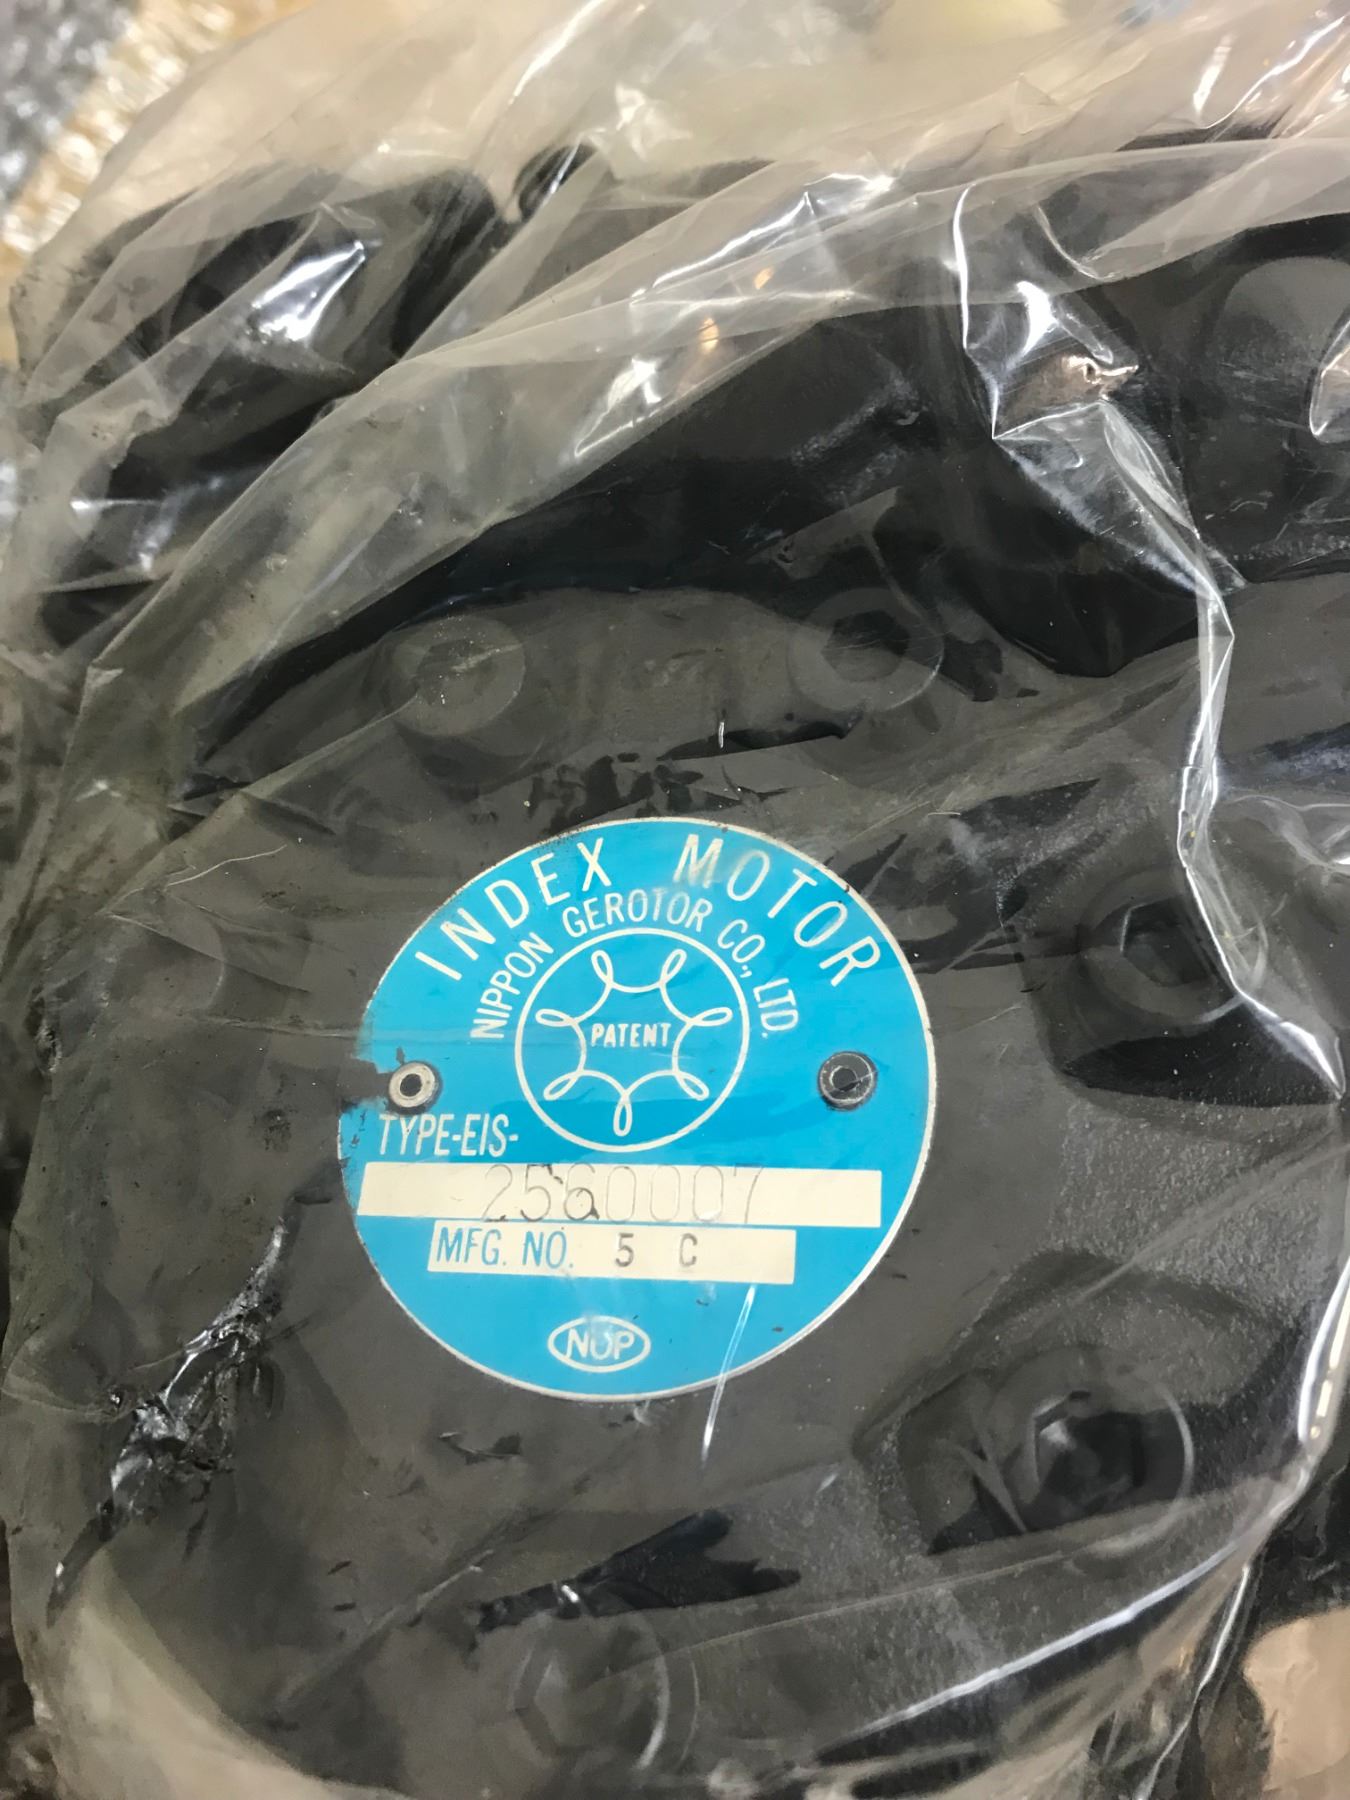 INDEX MOTOR
NIPPON GEROTOR CO., LTD.
PATENT
TYPE-EIS-
2560007
MFG. NO. 5 C
NOP